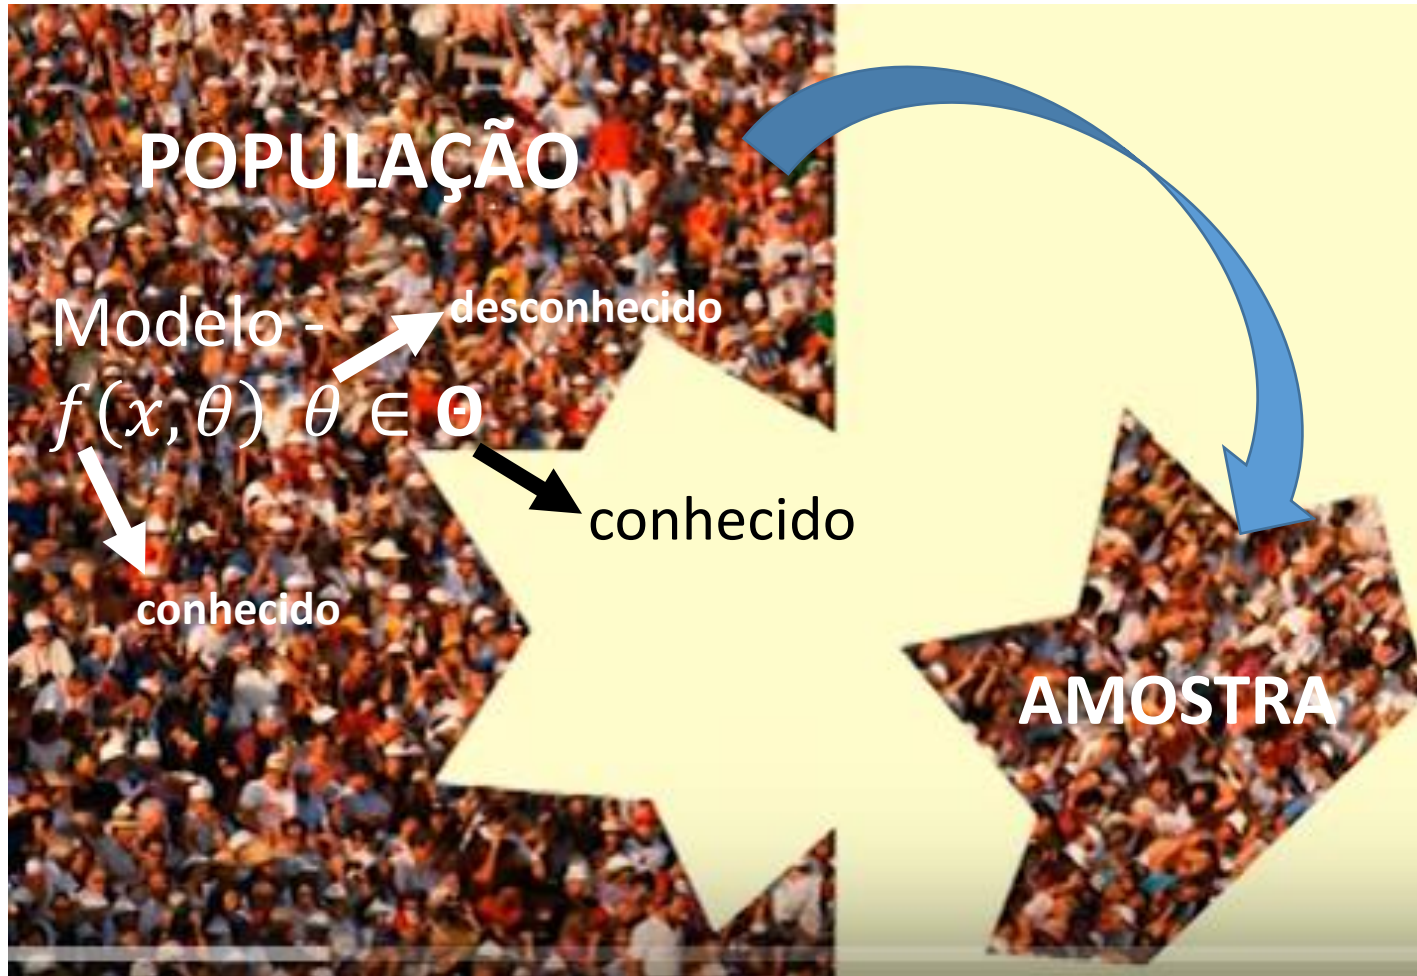 POPULAÇÃO
Modelo -
desconhecido
f(x, θ) θ ∈ Θ
conhecido
conhecido
AMOSTRA